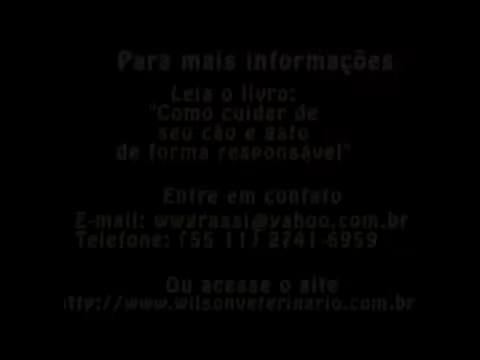 Para mais informações
Leia o livro:
"Como cuidar de
seu cão e gato
de forma responsável"
Entre em contato
E-mail: wwrassi@yahoo.com.br
Telefone: (55 11) 2741-6959
Ou acesse o site
http://www.wilsonveterinario.com.br